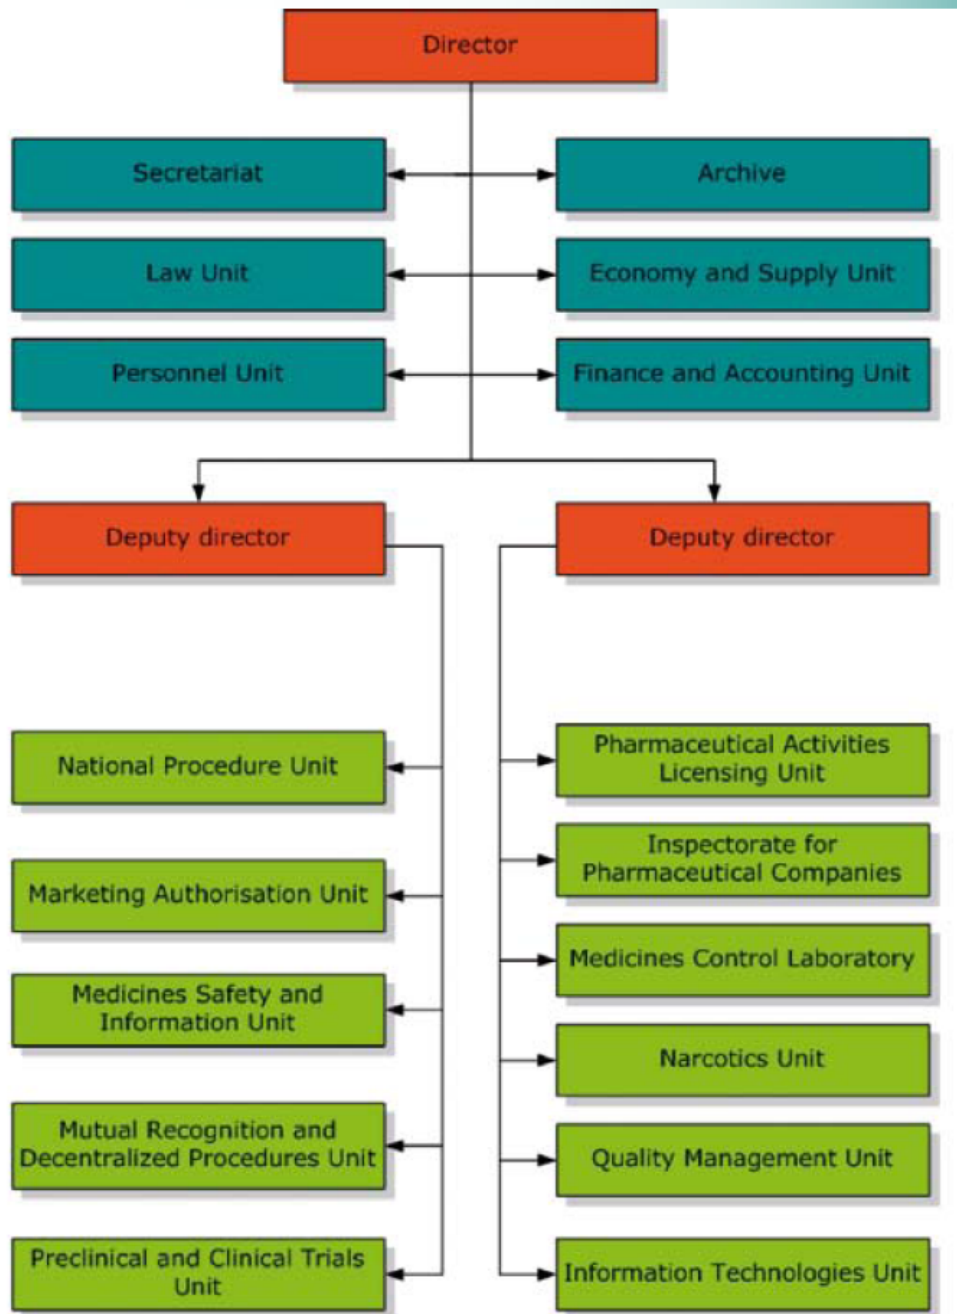 Director
Secretariat
Archive
Law Unit
Economy and Supply Unit
Personnel Unit
Finance and Accounting Unit
Deputy director
Deputy director
National Procedure Unit
Marketing Authorisation Unit
Medicines Safety and
Information Unit
Mutual Recognition and
Decentralized Procedures Unit
Preclinical and Clinical Trials
Unit
Pharmaceutical Activities
Licensing Unit
Inspectorate for
Pharmaceutical Companies
Medicines Control Laboratory
Narcotics Unit
Quality Management Unit
Information Technologies Unit